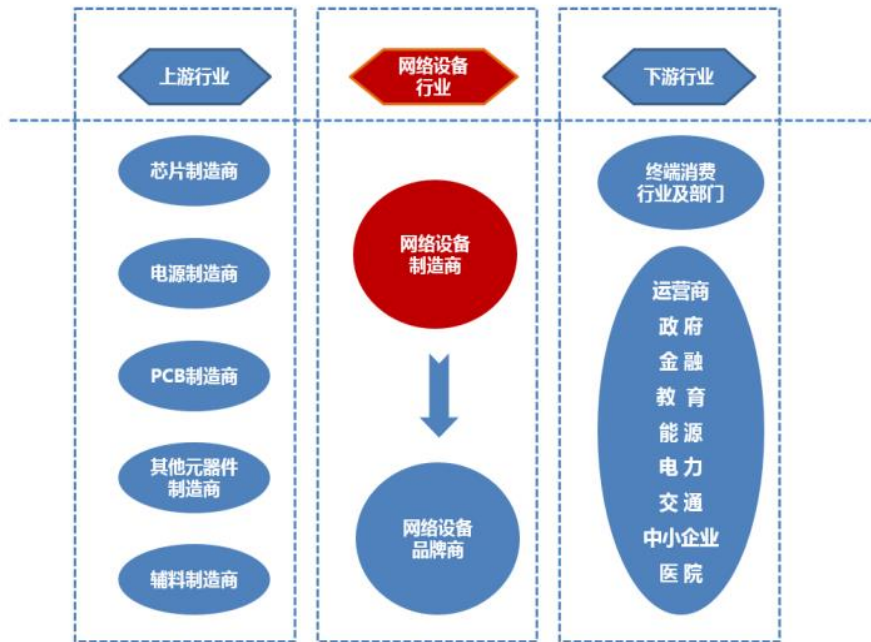 上游行业
芯片制造商
电源制造商
PCB制造商
其他元器件
制造商
辅料制造商
网络设备
行业
网络设备
制造商
网络设备
品牌商
下游行业
终端消费
行业及部门
运营商
政 府
金 融
教 育
能 源
电 力
交 通
中小企业
医 院